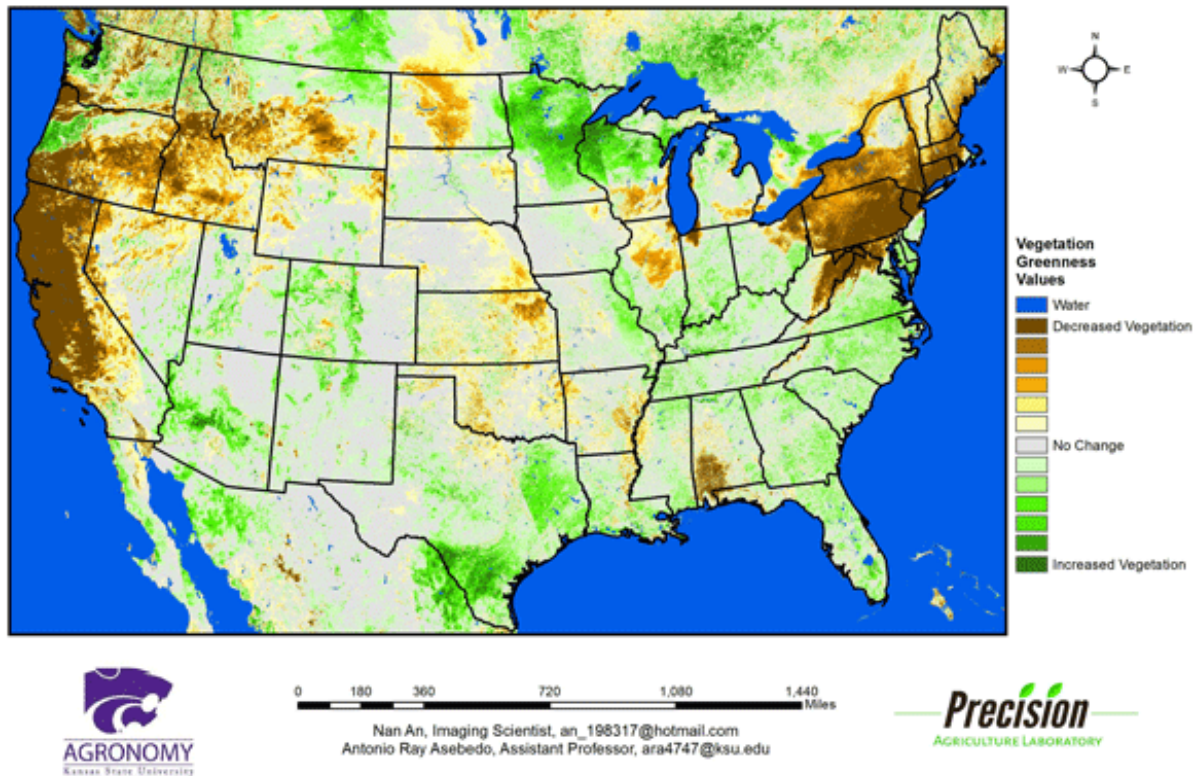 N
W
E
S
Vegetation
Greenness
Values
Water
Decreased Vegetation
No Change
Increased Vegetation
0 180 360 720 1,080 1,440
Miles
Nan An, Imaging Scientist, an_198317@hotmail.com
Antonio Ray Asebedo, Assistant Professor, ara4747@ksu.edu
AGRONOMY
Kansas State University
Precision
AGRICULTURE LABORATORY